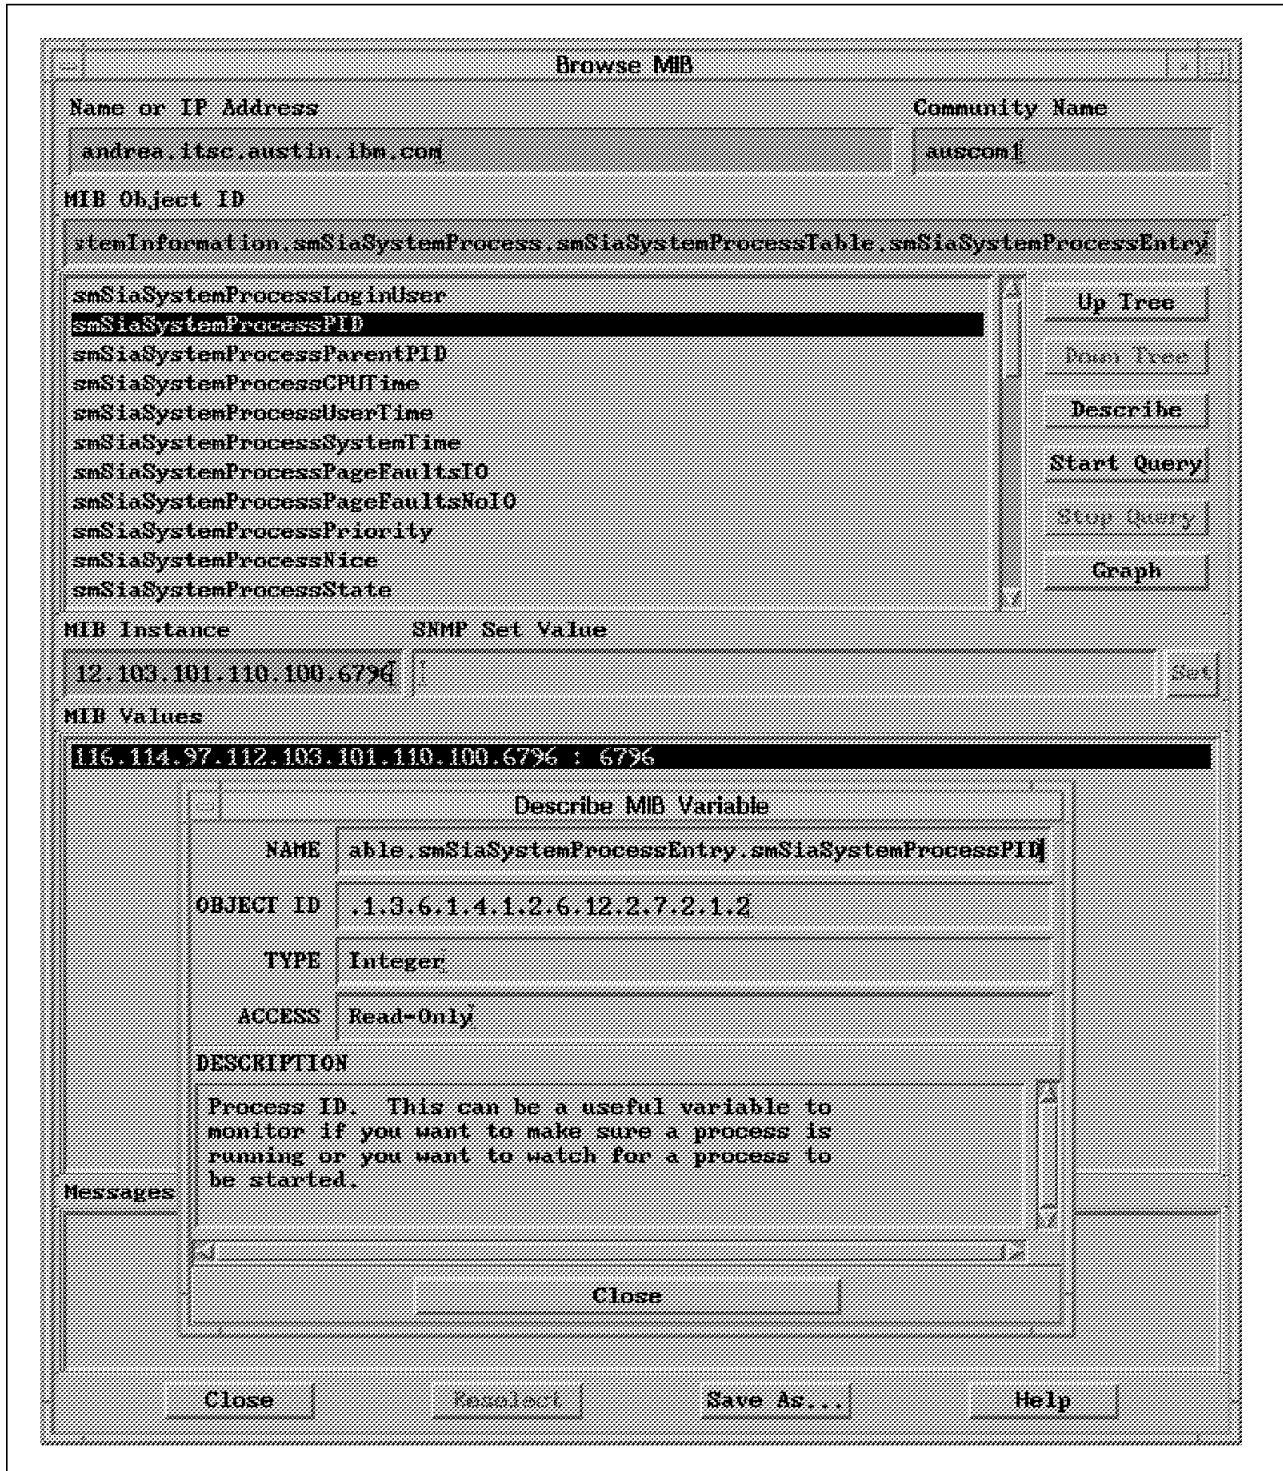 Browse MIB
Name or IP Address Community Name
andrea.itsc.austin.ibm.com auscom1
MIB Object ID
stemInformation.smSiaSystemProcess.smSiaSystemProcessTable.smSiaSystemProcessEntry
smSiaSystemProcessLoginUser
smSiaSystemProcessPID
smSiaSystemProcessParentPID
smSiaSystemProcessCPUTime
smSiaSystemProcessUserTime
smSiaSystemProcessSystemTime
smSiaSystemProcessPageFaultsIO
smSiaSystemProcessPageFaultsNoIO
smSiaSystemProcessPriority
smSiaSystemProcessNice
smSiaSystemProcessState
Up Tree
Down Tree
Describe
Start Query
Stop Query
Graph
MIB Instance SNMP Set Value
12.103.101.110.100.6796 Set
MIB Values
116.114.97.112.103.101.110.100.6796 : 6796
Describe MIB Variable
NAME able.smSiaSystemProcessEntry.smSiaSystemProcessPID
OBJECT ID .1.3.6.1.4.1.2.6.12.2.7.2.1.2
TYPE Integer
ACCESS Read-Only
DESCRIPTION
Process ID. This can be a useful variable to
monitor if you want to make sure a process is
running or you want to watch for a process to
be started.
Close
Messages
Close Reselect Save As... Help